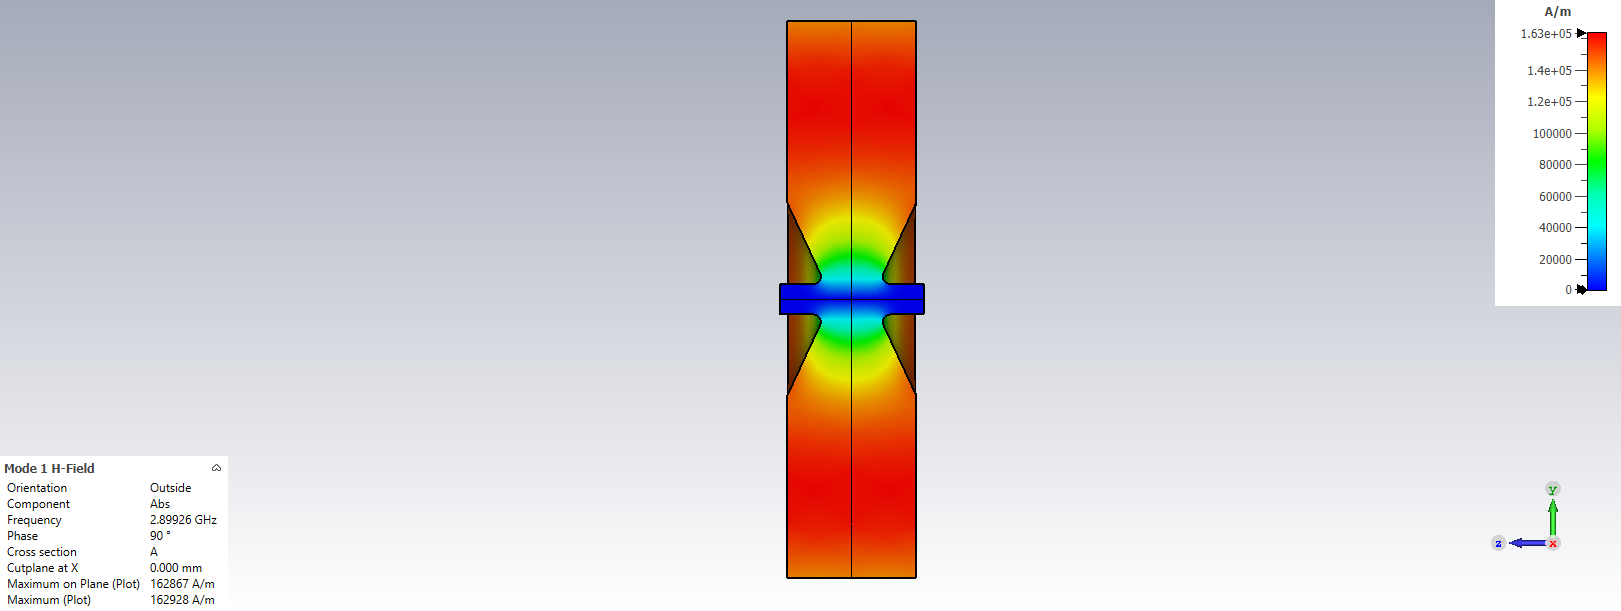 A/m
1.63e+05
1.4e+05
1.2e+05
100000
80000
60000
40000
20000
0
Mode 1 H-Field
Orientation Outside
Component Abs
Frequency 2.89926 GHz
Phase 90 °
Cross section A
Cutplane at X 0.000 mm
Maximum on Plane (Plot) 162867 A/m
Maximum (Plot) 162928 A/m
y
z x